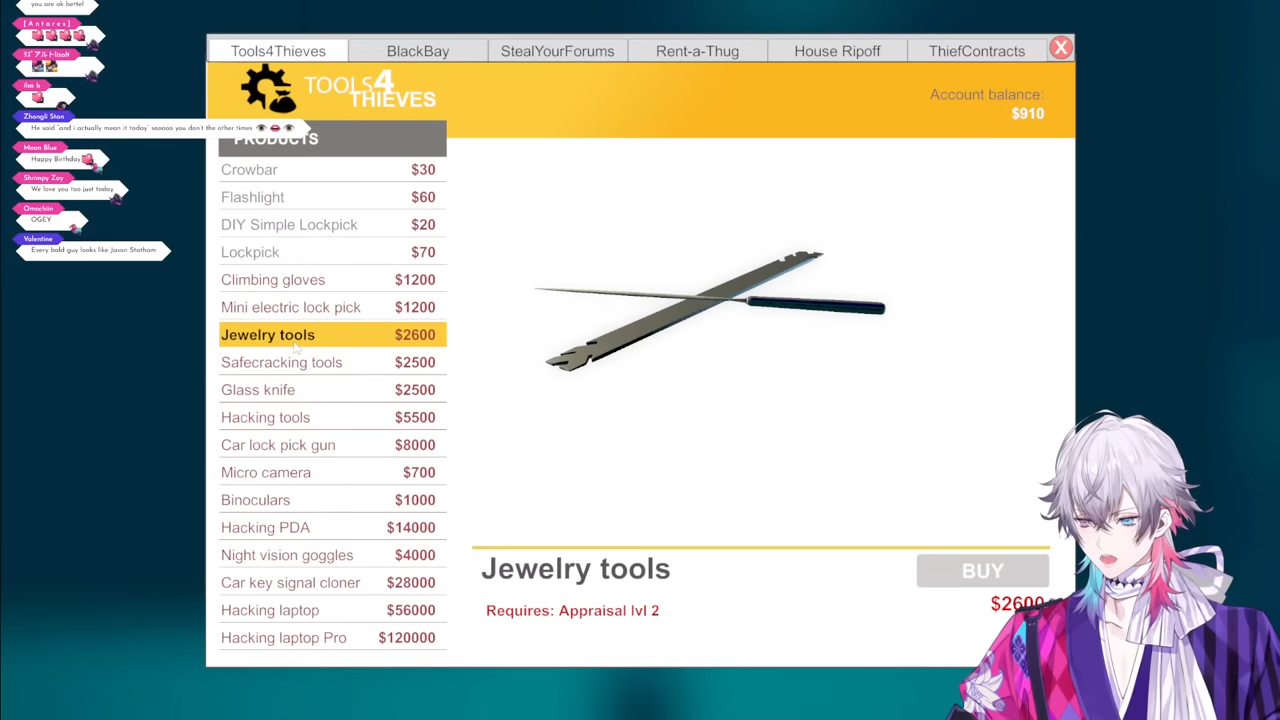 you are ok bettel
[Antares]
ilsa b
Zhongli Stan
He said "and i actually mean it today" sooooo you don't the other times
Moon Blue
Happy Birthday
Shrimpy Zay
We love you too just today
Omochiin
OGEY
Valentine
Every bald guy looks like Jason Statham
Tools4Thieves
BlackBay
StealYourForums
Rent-a-Thug
House Ripoff
ThiefContracts
X
TOOLS 4
THIEVES
Account balance:
$910
PRODUCTS
Crowbar $30
Flashlight $60
DIY Simple Lockpick $20
Lockpick $70
Climbing gloves $1200
Mini electric lock pick $1200
Jewelry tools $2600
Safecracking tools $2500
Glass knife $2500
Hacking tools $5500
Car lock pick gun $8000
Micro camera $700
Binoculars $1000
Hacking PDA $14000
Night vision goggles $4000
Car key signal cloner $28000
Hacking laptop $56000
Hacking laptop Pro $120000
Jewelry tools
BUY
Requires: Appraisal lvl 2
$2600